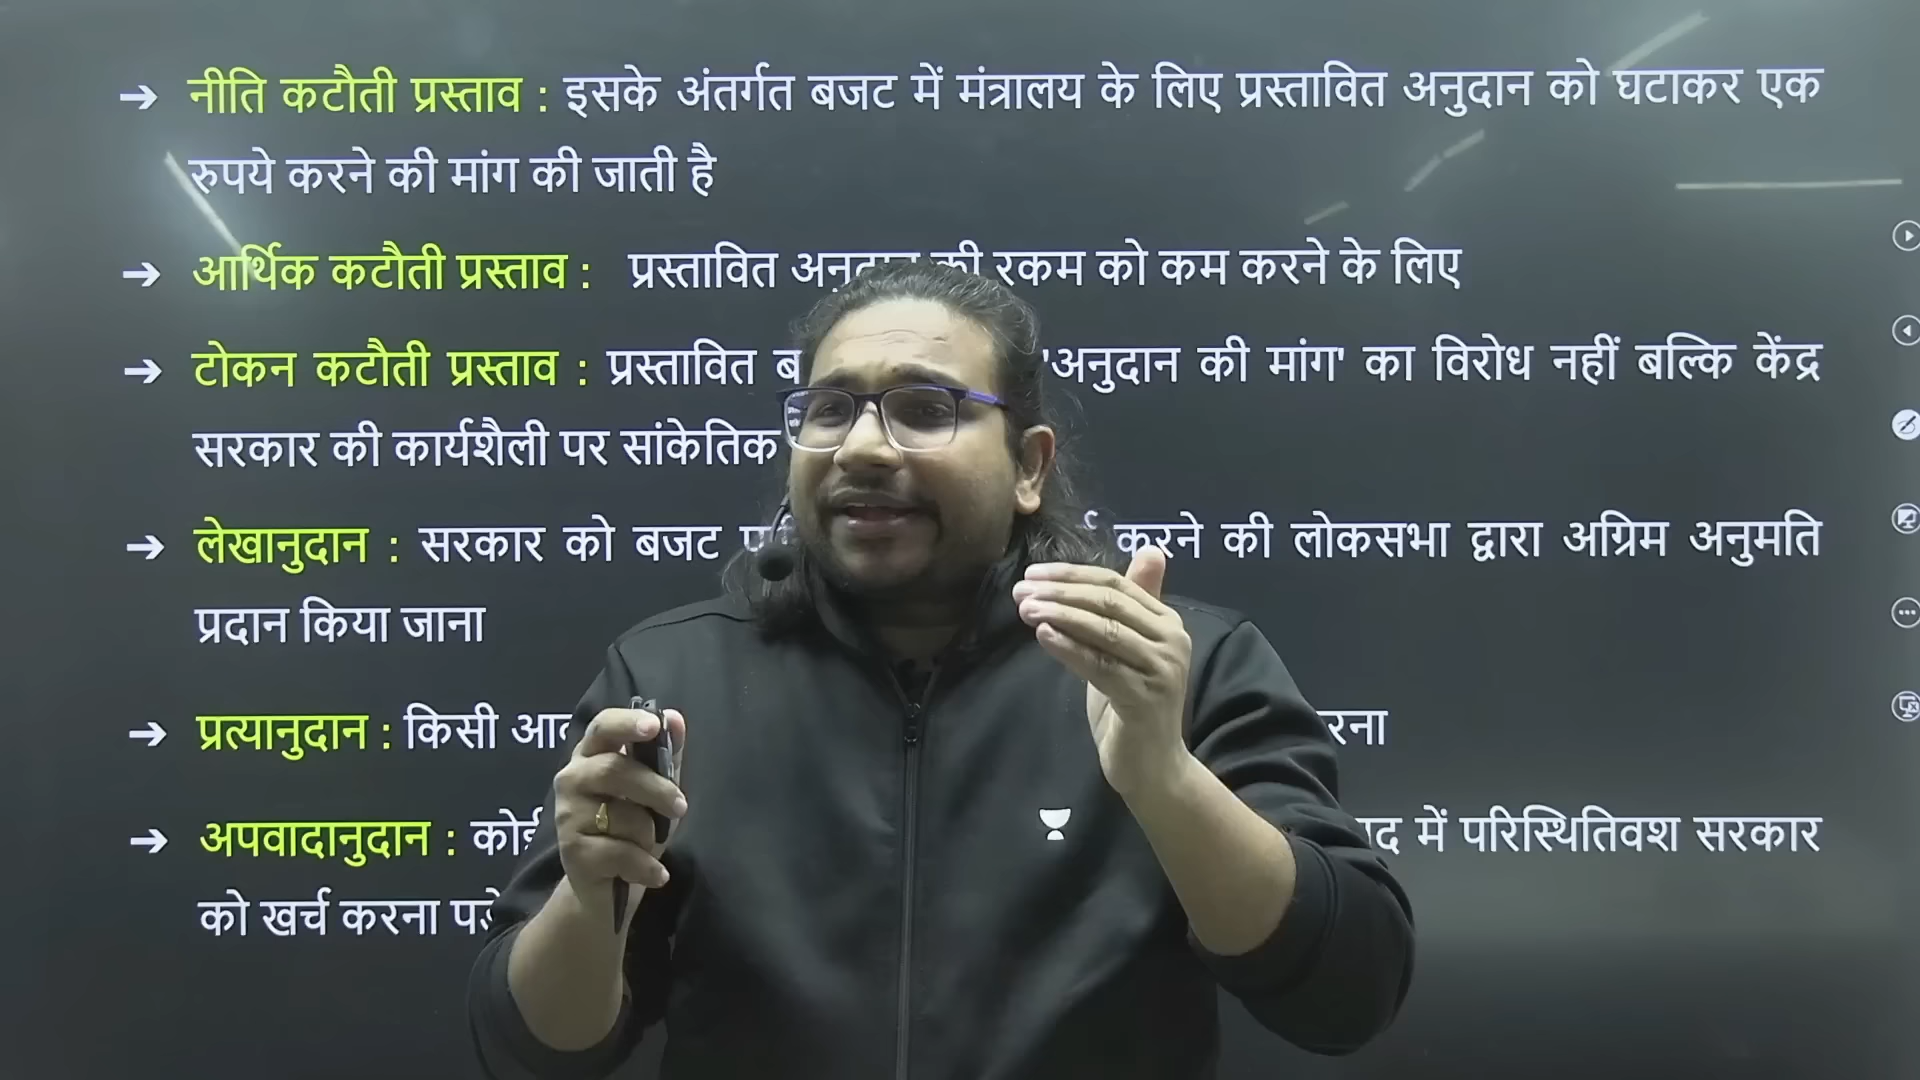 → नीति कटौती प्रस्ताव : इसके अंतर्गत बजट में मंत्रालय के लिए प्रस्तावित अनुदान को घटाकर एक
रुपये करने की मांग की जाती है
→ आर्थिक कटौती प्रस्ताव : प्रस्तावित अनुदान की रकम को कम करने के लिए
→ टोकन कटौती प्रस्ताव : प्रस्तावित 'अनुदान की मांग' का विरोध नहीं बल्कि केंद्र
सरकार की कार्यशैली पर सांकेतिक
→ लेखानुदान : सरकार को बजट करने की लोकसभा द्वारा अग्रिम अनुमति
प्रदान किया जाना
→ प्रत्यानुदान : किसी
→ अपवादानुदान : में परिस्थितिवश सरकार
को खर्च करना